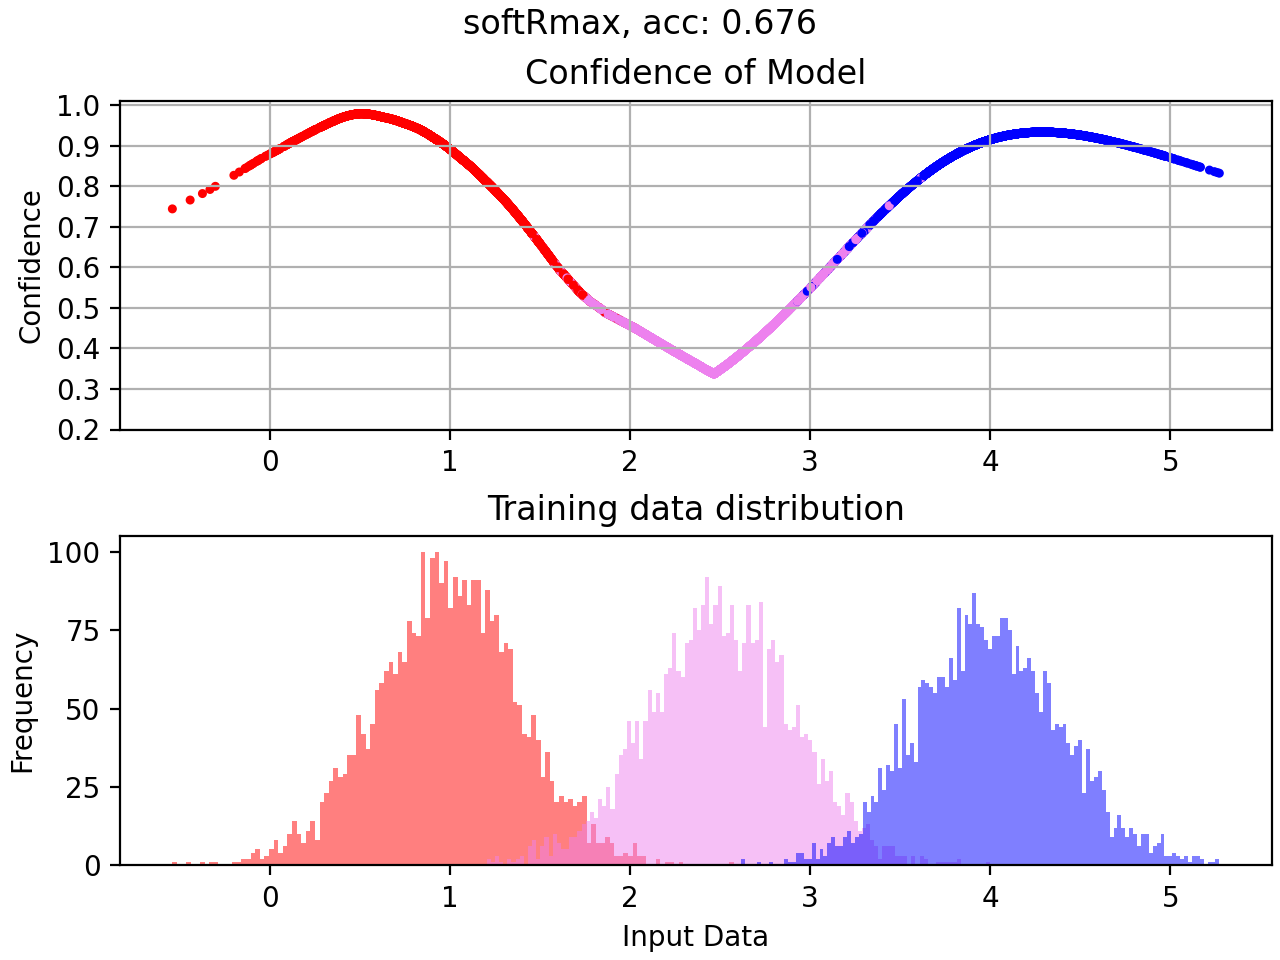 softRmax, acc: 0.676
Confidence of Model
1.0
0.9
0.8
0.7
0.6
0.5
0.4
0.3
0.2
Confidence
0 1 2 3 4 5
Training data distribution
100
75
50
25
0
Frequency
0 1 2 3 4 5
Input Data